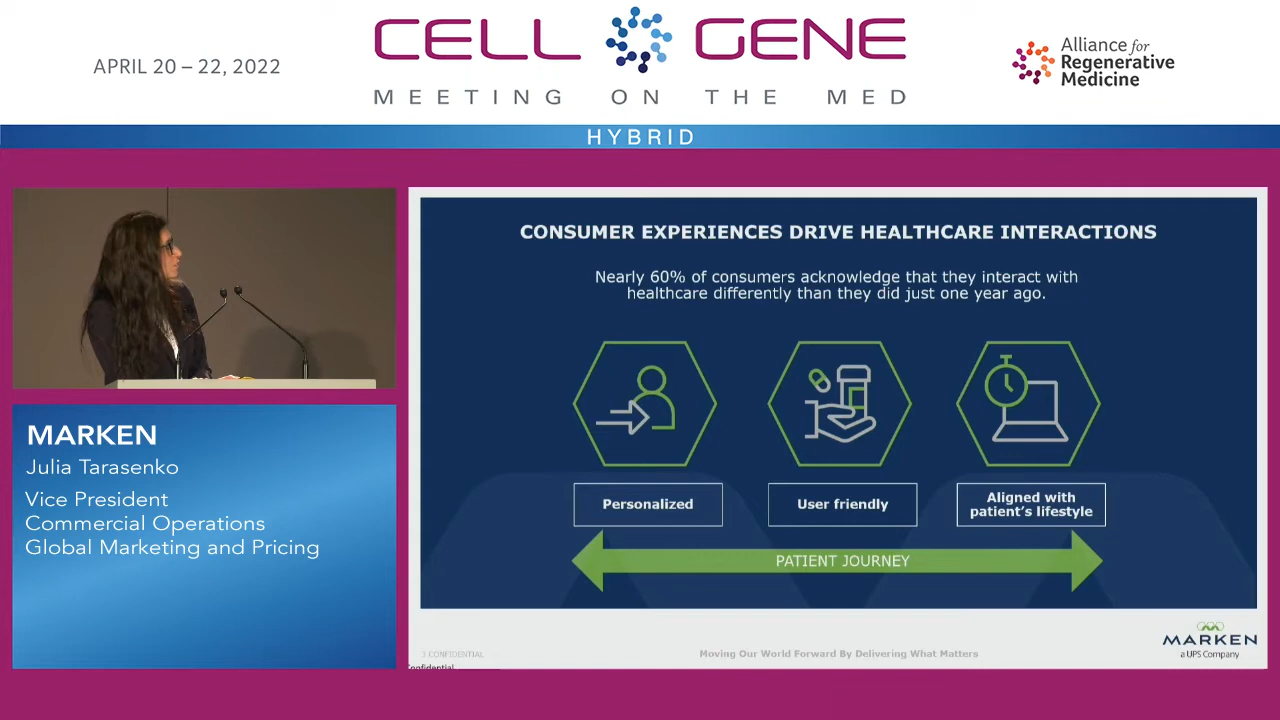 APRIL 20 – 22, 2022
CELL GENE
MEETING ON THE MED
Alliance for
Regenerative
Medicine
HYBRID
MARKEN
Julia Tarasenko
Vice President
Commercial Operations
Global Marketing and Pricing
CONSUMER EXPERIENCES DRIVE HEALTHCARE INTERACTIONS
Nearly 60% of consumers acknowledge that they interact with
healthcare differently than they did just one year ago.
Personalized
User friendly
Aligned with
patient's lifestyle
PATIENT JOURNEY
3 CONFIDENTIAL
Confidential
Moving Our World Forward By Delivering What Matters
MARKEN
a UPS Company